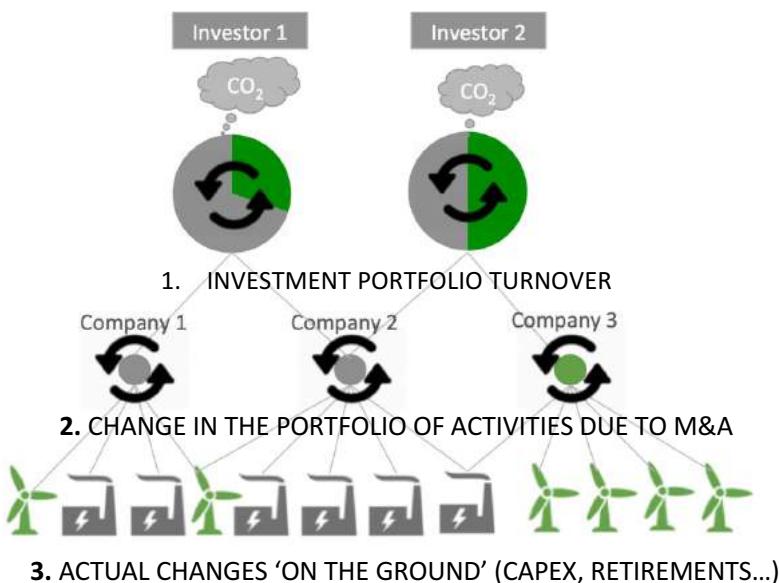 Investor 1 Investor 2
CO2 CO2
1. INVESTMENT PORTFOLIO TURNOVER
Company 1 Company 2 Company 3
2. CHANGE IN THE PORTFOLIO OF ACTIVITIES DUE TO M&A
3. ACTUAL CHANGES ‘ON THE GROUND’ (CAPEX, RETIREMENTS...)